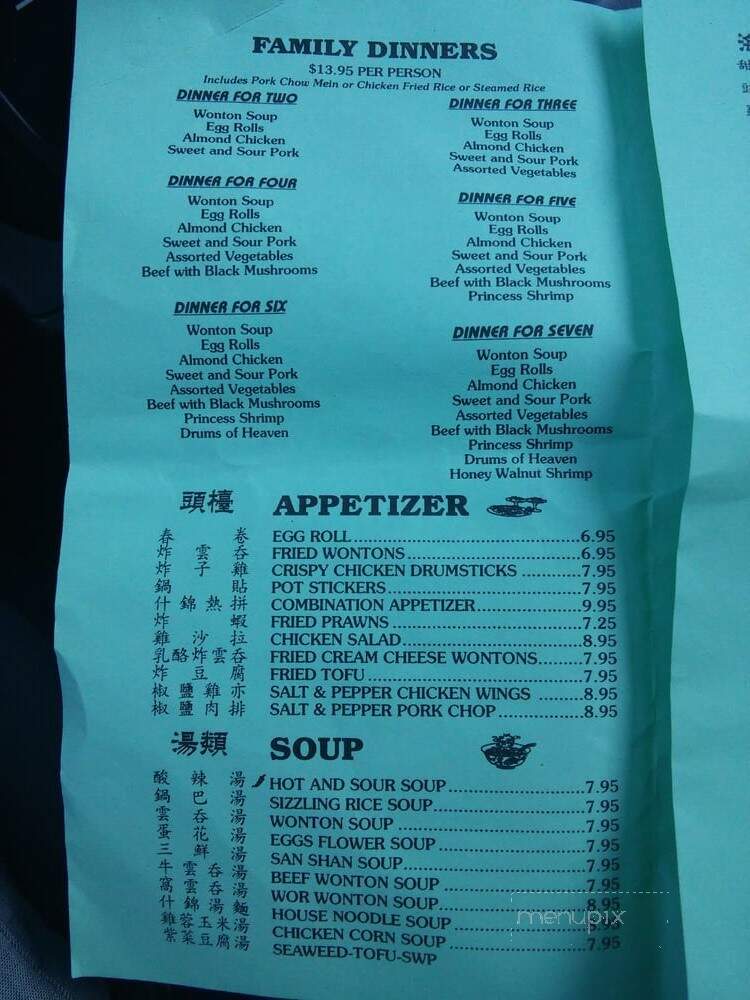 FAMILY DINNERS
$13.95 PER PERSON
Includes Pork Chow Mein or Chicken Fried Rice or Steamed Rice
DINNER FOR TWO
Wonton Soup
Egg Rolls
Almond Chicken
Sweet and Sour Pork
DINNER FOR THREE
Wonton Soup
Egg Rolls
Almond Chicken
Sweet and Sour Pork
Assorted Vegetables
DINNER FOR FOUR
Wonton Soup
Egg Rolls
Almond Chicken
Sweet and Sour Pork
Assorted Vegetables
Beef with Black Mushrooms
DINNER FOR FIVE
Wonton Soup
Egg Rolls
Almond Chicken
Sweet and Sour Pork
Assorted Vegetables
Beef with Black Mushrooms
Princess Shrimp
DINNER FOR SIX
Wonton Soup
Egg Rolls
Almond Chicken
Sweet and Sour Pork
Assorted Vegetables
Beef with Black Mushrooms
Princess Shrimp
Drums of Heaven
DINNER FOR SEVEN
Wonton Soup
Egg Rolls
Almond Chicken
Sweet and Sour Pork
Assorted Vegetables
Beef with Black Mushrooms
Princess Shrimp
Drums of Heaven
Honey Walnut Shrimp
頭檯 APPETIZER
春卷 EGG ROLL 6.95
炸雲吞 FRIED WONTONS 6.95
炸子雞 CRISPY CHICKEN DRUMSTICKS 7.95
鍋貼 POT STICKERS 7.95
什錦熱拼 COMBINATION APPETIZER 9.95
炸蝦 FRIED PRAWNS 7.25
雞沙拉 CHICKEN SALAD 8.95
乳酪炸雲吞 FRIED CREAM CHEESE WONTONS 7.95
炸豆腐 FRIED TOFU 7.95
椒鹽雞亦 SALT & PEPPER CHICKEN WINGS 8.95
椒鹽肉排 SALT & PEPPER PORK CHOP 8.95
湯類 SOUP
酸辣湯 HOT AND SOUR SOUP 7.95
鍋巴湯 SIZZLING RICE SOUP 7.95
雲吞湯 WONTON SOUP 7.95
蛋花湯 EGGS FLOWER SOUP 7.95
三鮮湯 SAN SHAN SOUP 7.95
牛雲吞湯 BEEF WONTON SOUP 7.95
窩雲吞湯 WOR WONTON SOUP 8.95
什錦湯麵 HOUSE NOODLE SOUP
雞蓉玉米湯 CHICKEN CORN SOUP 7.95
紫菜豆腐湯 SEAWEED-TOFU-SWP
menupix